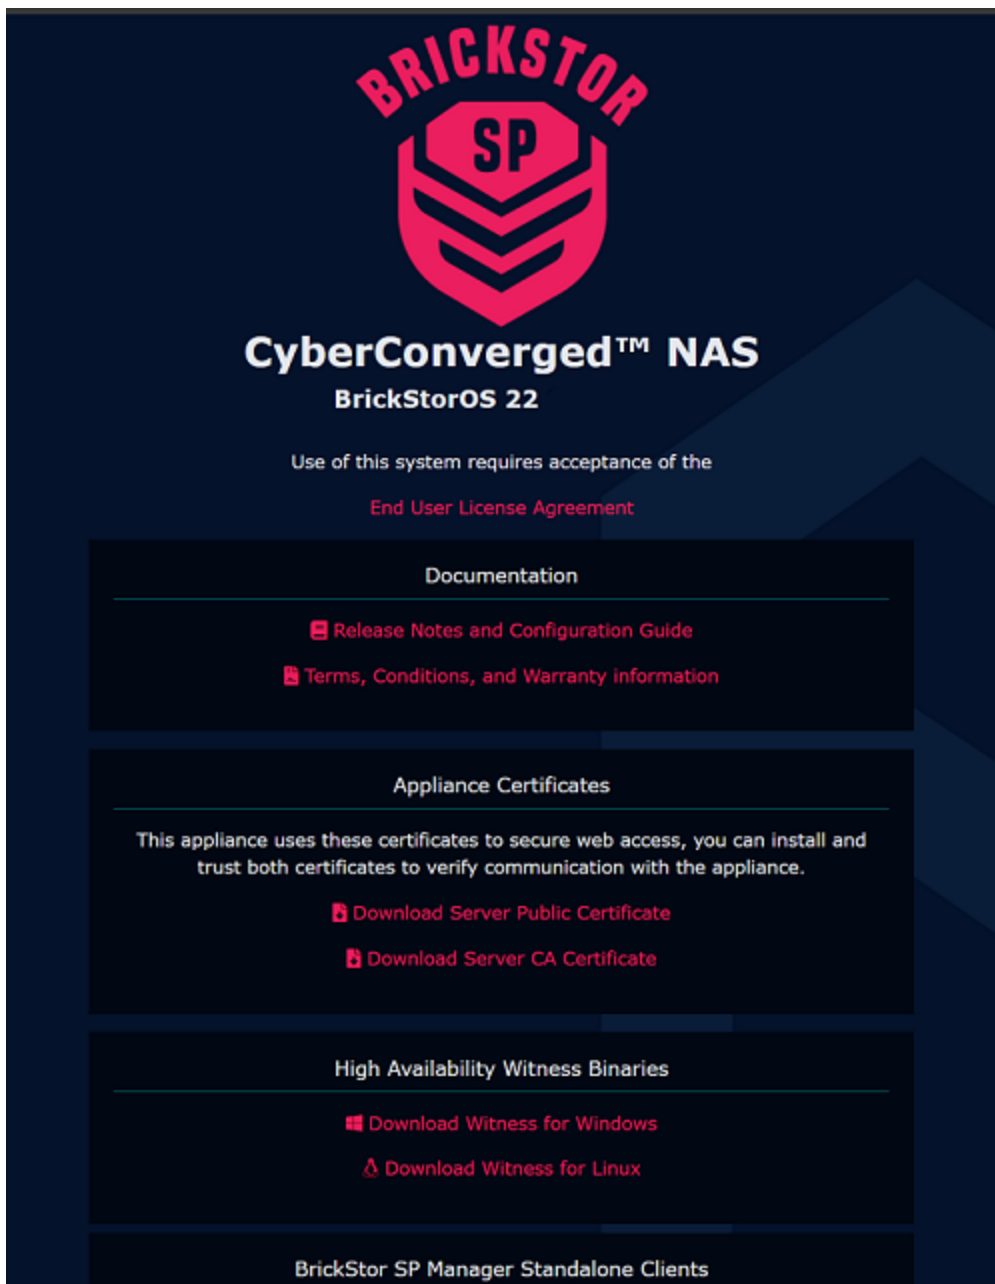 BRICKSTOR
SP
CyberConverged™ NAS
BrickStorOS 22
Use of this system requires acceptance of the
End User License Agreement
Documentation
Release Notes and Configuration Guide
Terms, Conditions, and Warranty information
Appliance Certificates
This appliance uses these certificates to secure web access, you can install and
trust both certificates to verify communication with the appliance.
Download Server Public Certificate
Download Server CA Certificate
High Availability Witness Binaries
Download Witness for Windows
Download Witness for Linux
BrickStor SP Manager Standalone Clients